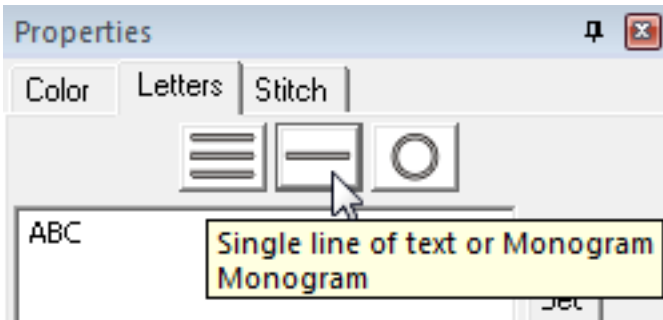 Properties
Color Letters Stitch
ABC
Single line of text or Monogram
Monogram